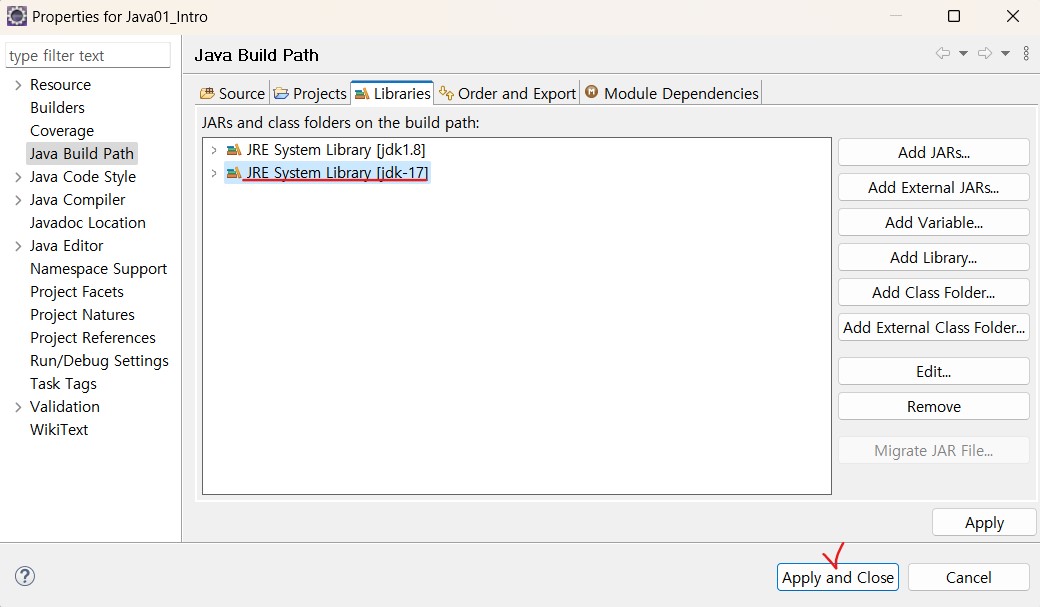 Properties for Java01_Intro
type filter text
Resource
Builders
Coverage
Java Build Path
Java Code Style
Java Compiler
Javadoc Location
Java Editor
Namespace Support
Project Facets
Project Natures
Project References
Run/Debug Settings
Task Tags
Validation
WikiText
Java Build Path
Source Projects Libraries Order and Export Module Dependencies
JARs and class folders on the build path:
JRE System Library [jdk1.8]
JRE System Library [jdk-17]
Add JARs...
Add External JARs...
Add Variable...
Add Library...
Add Class Folder...
Add External Class Folder...
Edit...
Remove
Migrate JAR File...
Apply
Apply and Close Cancel